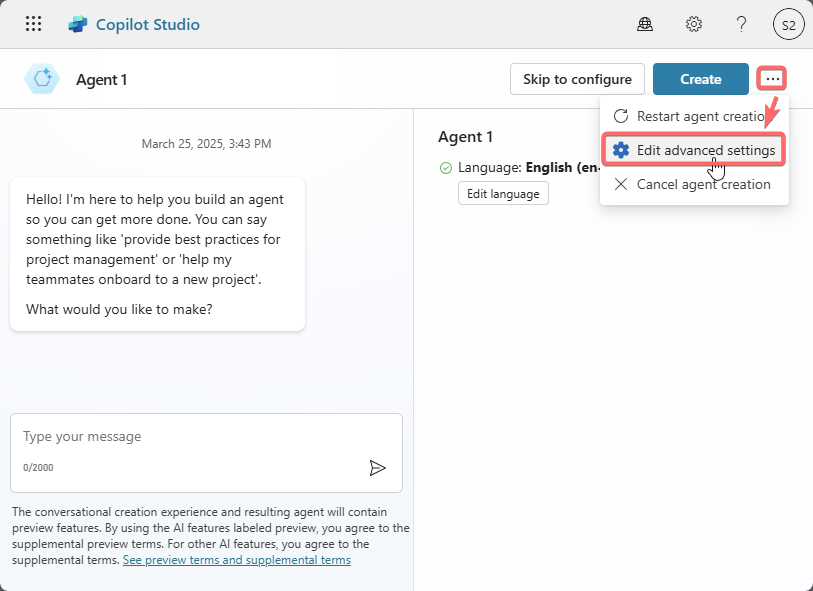 Copilot Studio
?
S2
Agent 1
Skip to configure
Create
...
Restart agent creatio
Edit advanced settings
Cancel agent creation
March 25, 2025, 3:43 PM
Hello! I'm here to help you build an agent
so you can get more done. You can say
something like 'provide best practices for
project management' or 'help my
teammates onboard to a new project'.
What would you like to make?
Agent 1
Language: English (en-
Edit language
Type your message
0/2000
The conversational creation experience and resulting agent will contain
preview features. By using the AI features labeled preview, you agree to the
supplemental preview terms. For other AI features, you agree to the
supplemental terms. See preview terms and supplemental terms